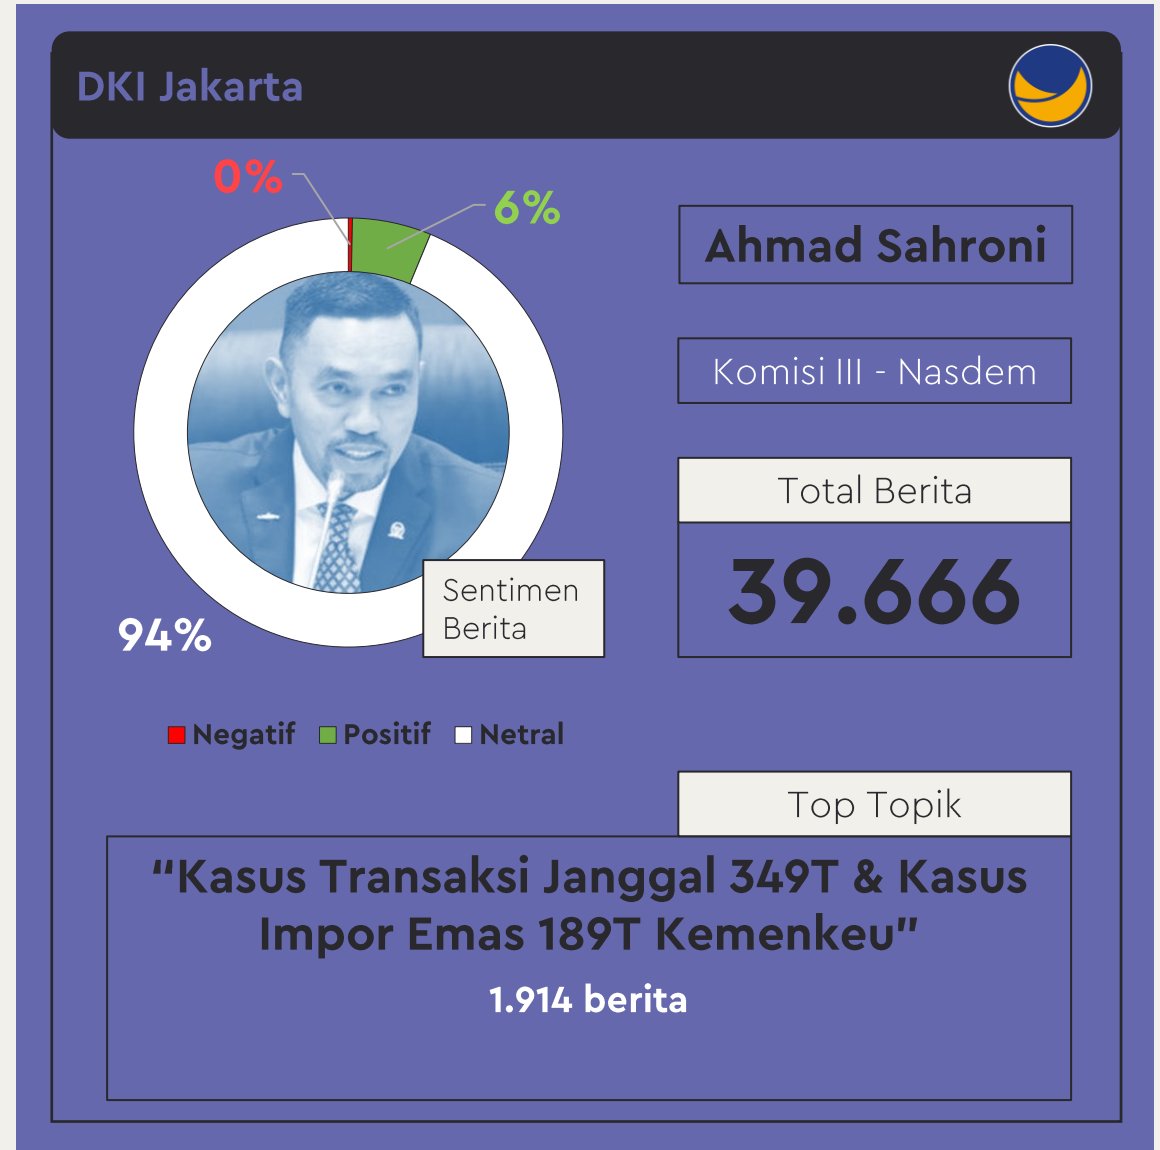 DKI Jakarta
0%
6%
94%
Sentimen
Berita
Negatif Positif Netral
Ahmad Sahroni
Komisi III - Nasdem
Total Berita
39.666
Top Topik
“Kasus Transaksi Janggal 349T & Kasus
Impor Emas 189T Kemenkeu”
1.914 berita